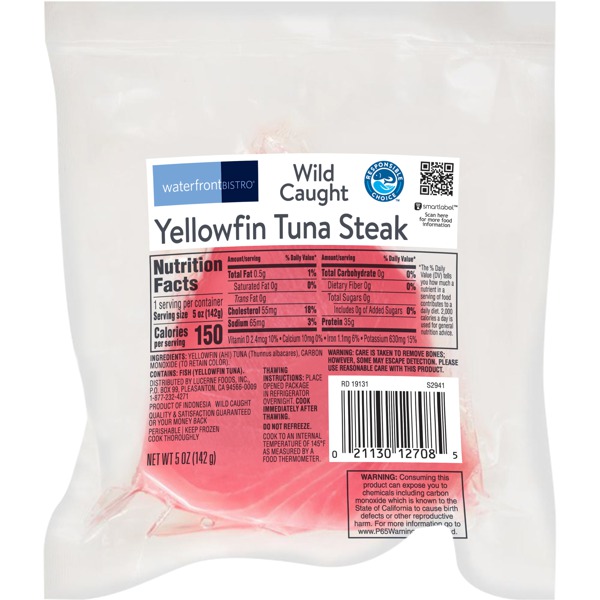 waterfrontBISTRO®
Wild
Caught
RESPONSIBLE
CHOICE™
smartlabel™
Scan here
for more food
information
Yellowfin Tuna Steak
Nutrition
Facts
1 serving per container
Serving size 5 oz (142g)
Calories
per serving 150
Amount/serving % Daily Value*
Total Fat 0.5g 1%
Saturated Fat 0g 0%
Trans Fat 0g
Cholesterol 55mg 18%
Sodium 65mg 3%
Amount/serving % Daily Value*
Total Carbohydrate 0g 0%
Dietary Fiber 0g 0%
Total Sugars 0g
Includes 0g of Added Sugars 0%
Protein 35g
Vitamin D 2.4mcg 10% • Calcium 10mg 0% • Iron 1.1mg 6% • Potassium 630mg 15%
*The % Daily
Value (DV) tells
you how much a
nutrient in a
serving of food
contributes to a
daily diet. 2,000
calories a day is
used for general
nutrition advice.
INGREDIENTS: YELLOWFIN (AHI) TUNA (Thunnus albacares), CARBON
MONOXIDE (TO RETAIN COLOR).
CONTAINS: FISH (YELLOWFIN TUNA).
DISTRIBUTED BY LUCERNE FOODS, INC.
P.O. BOX 99, PLEASANTON, CA 94566-0009
1-877-232-4271
PRODUCT OF INDONESIA WILD CAUGHT
QUALITY & SATISFACTION GUARANTEED
OR YOUR MONEY BACK
PERISHABLE | KEEP FROZEN
COOK THOROUGHLY
NET WT 5 OZ (142 g)
THAWING
INSTRUCTIONS: PLACE
OPENED PACKAGE
IN REFRIGERATOR
OVERNIGHT. COOK
IMMEDIATELY AFTER
THAWING.
DO NOT REFREEZE.
COOK TO AN INTERNAL
TEMPERATURE OF 145°F
AS MEASURED BY A
FOOD THERMOMETER.
WARNING: CARE IS TAKEN TO REMOVE BONES;
HOWEVER, SOME MAY ESCAPE DETECTION. PLEASE
USE REASONABLE CARE WITH THIS PRODUCT.
RD 19131 S2941
0 21130 12708 5
WARNING: Consuming this
product can expose you to
chemicals including carbon
monoxide which is known to the
State of California to cause birth
defects or other reproductive
harm. For more information go to